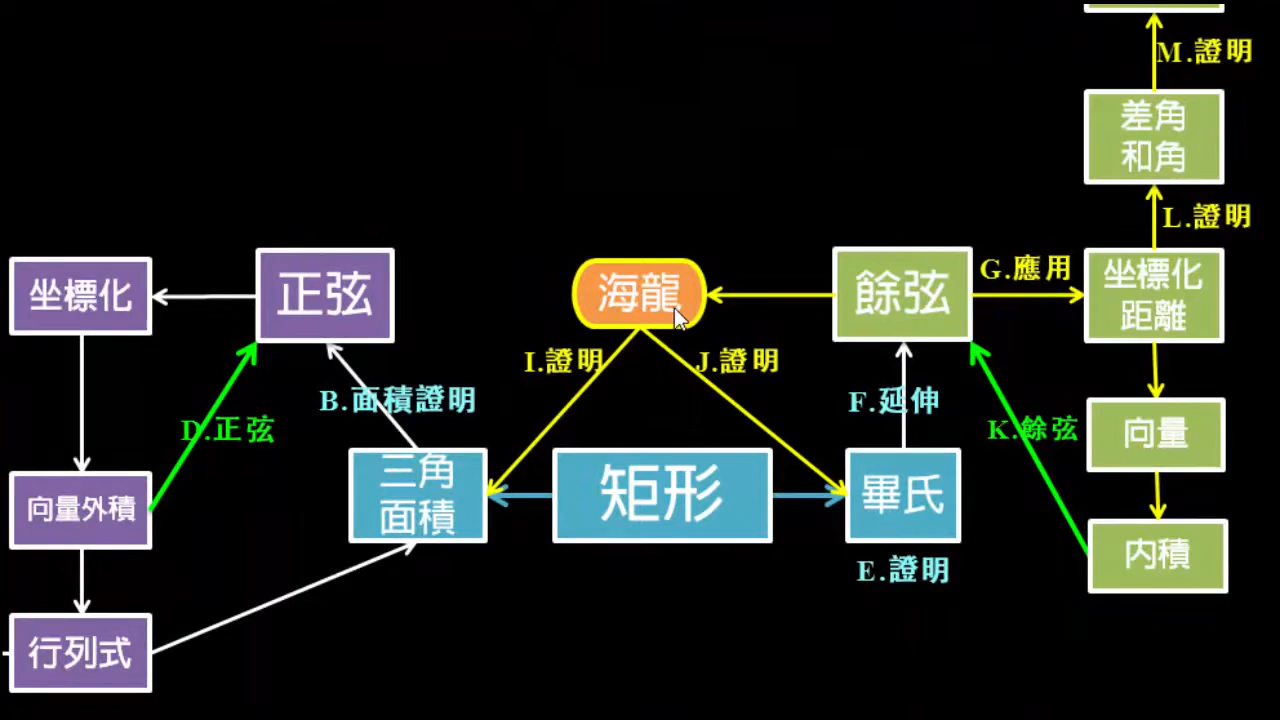 M.證明
差角
和角
L.證明
坐標化
正弦
海龍
餘弦
G.應用
坐標化
距離
I.證明
J.證明
B.面積證明
F.延伸
D.正弦
K.餘弦
向量
三角
面積
矩形
畢氏
向量外積
內積
E.證明
行列式